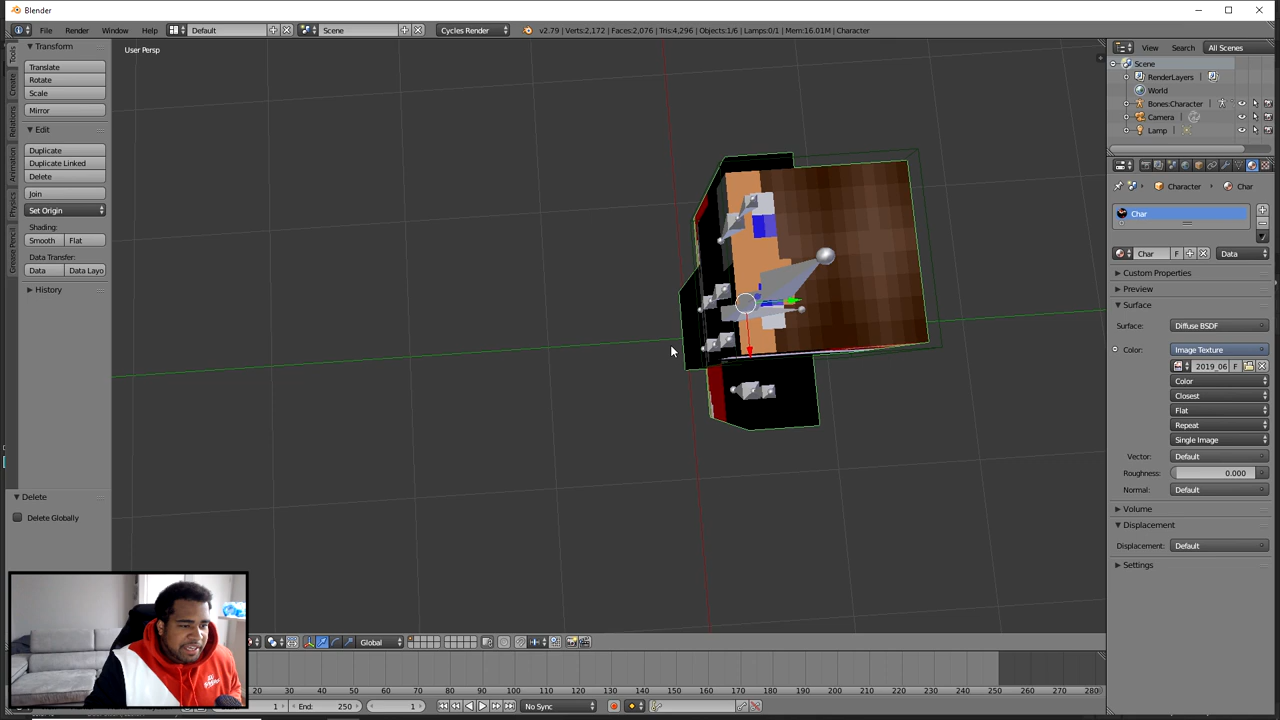 Blender
File Render Window Help Default Scene Cycles Render v2.79 | Verts:2,172 | Faces:2,076 | Tris:4,296 | Objects:1/6 | Lamps:0/1 | Mem:16.01M | Character
View Search All Scenes
User Persp
Tools
Create
Relations
Animation
Physics
Grease Pencil
Transform
Translate
Rotate
Scale
Mirror
Edit
Duplicate
Duplicate Linked
Delete
Join
Set Origin
Shading:
Smooth Flat
Data Transfer:
Data Data Layo
History
Delete
Delete Globally
Scene
RenderLayers
World
Bones:Character
Camera
Lamp
Character Char
Char
Char F Data
Custom Properties
Preview
Surface
Surface: Diffuse BSDF
Color: Image Texture
2019_06 F
Color
Closest
Flat
Repeat
Single Image
Vector: Default
Roughness: 0.000
Normal: Default
Volume
Displacement
Displacement: Default
Settings
Global
20 30 40 50 60 70 80 90 100 110 120 130 140 150 160 170 180 190 200 210 220 230 240 250 260 270 280
1 End: 250 1 No Sync